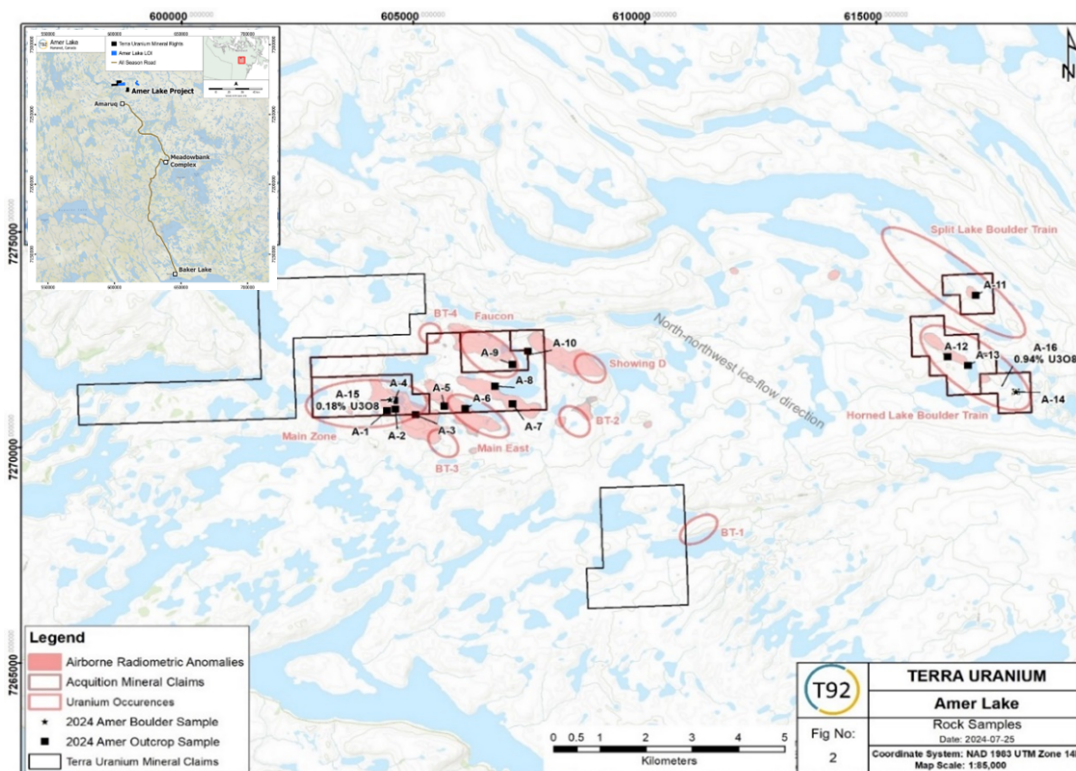 600000
605000
610000
615000
7275000
7270000
7265000
Amer Lake
Nunavut, Canada
Terra Uranium Mineral Rights
Amer Lake LOI
All Season Road
Amer Lake Project
Amaruq
Meadowbank
Complex
Baker Lake
N
Split Lake Boulder Train
A-11
BT-4
Faucon
A-10
A-9
Showing D
North-northwest ice-flow direction
A-12
A-13
A-16
0.94% U3O8
A-14
A-4
A-15
0.18% U3O8
A-5
A-6
A-8
A-7
BT-2
Horned Lake Boulder Train
Main Zone
A-1
A-2
A-3
Main East
BT-3
BT-1
Legend
Airborne Radiometric Anomalies
Acquition Mineral Claims
Uranium Occurences
2024 Amer Boulder Sample
2024 Amer Outcrop Sample
Terra Uranium Mineral Claims
0 0.5 1 2 3 4 5
Kilometers
T92
Fig No:
2
TERRA URANIUM
Amer Lake
Rock Samples
Date: 2024-07-25
Coordinate System: NAD 1983 UTM Zone 14
Map Scale: 1:85,000